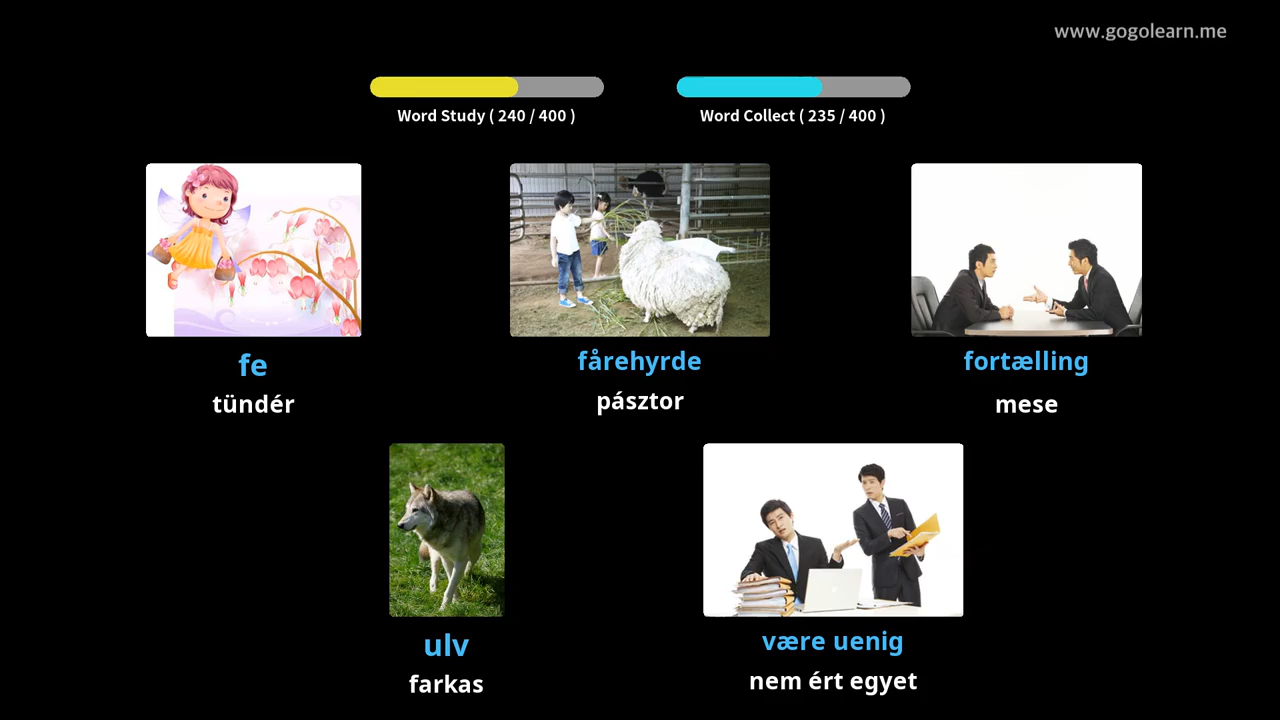 www.gogolearn.me
Word Study ( 240 / 400 )
Word Collect ( 235 / 400 )
fe
tündér
fårehyrde
pásztor
fortælling
mese
ulv
farkas
være uenig
nem ért egyet